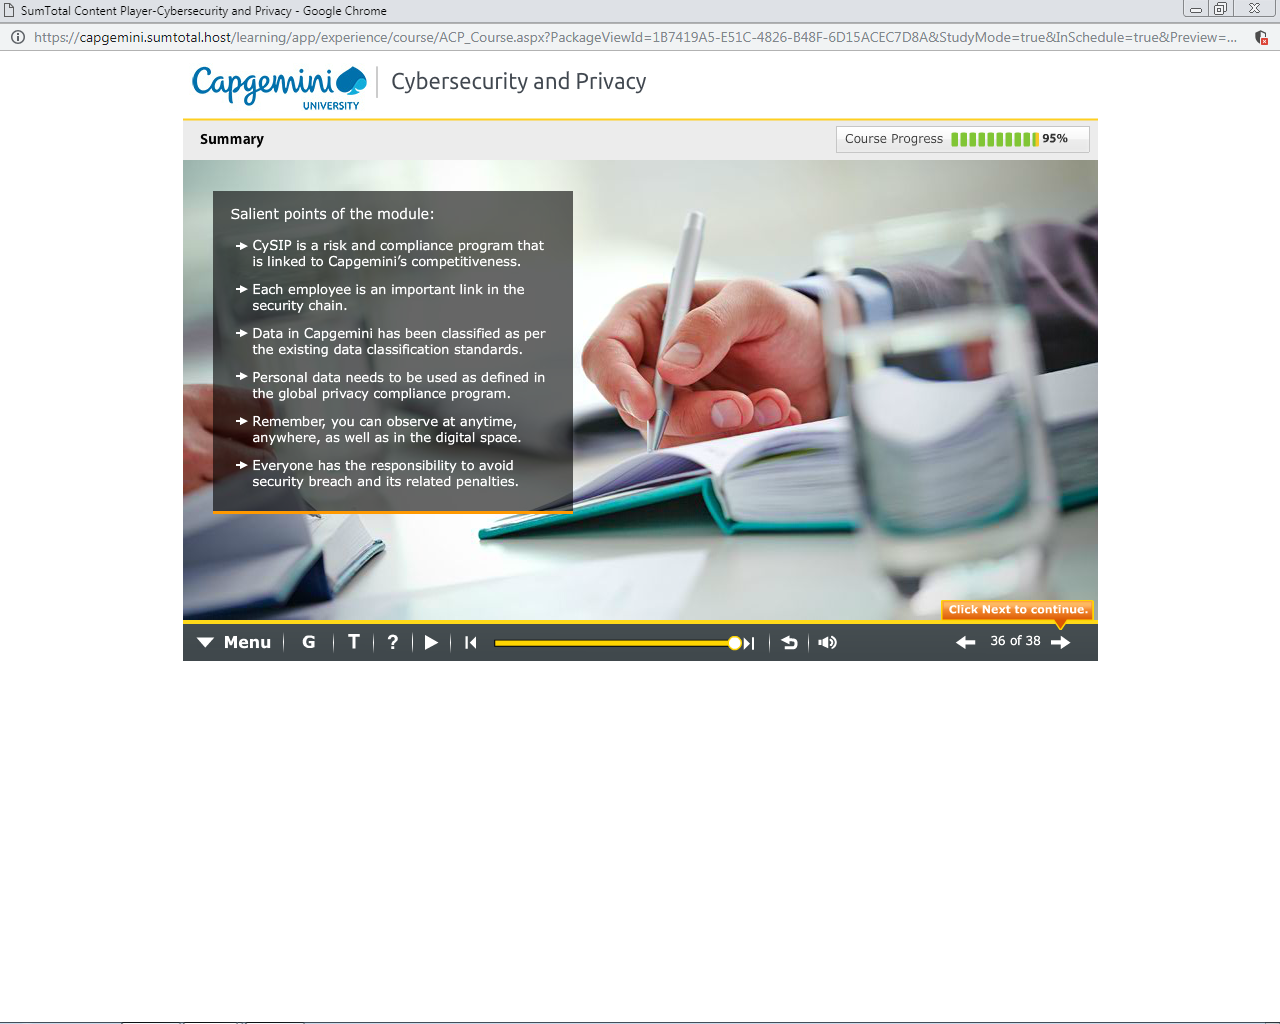 SumTotal Content Player-Cybersecurity and Privacy - Google Chrome
https://capgemini.sumtotal.host/learning/app/experience/course/ACP_Course.aspx?PackageViewId=1B7419A5-E51C-4826-B48F-6D15ACEC7D8A&StudyMode=true&InSchedule=true&Preview=...
Capgemini
UNIVERSITY
Cybersecurity and Privacy
Summary
Course Progress 95%
Salient points of the module:
CySIP is a risk and compliance program that
is linked to Capgemini's competitiveness.
Each employee is an important link in the
security chain.
Data in Capgemini has been classified as per
the existing data classification standards.
Personal data needs to be used as defined in
the global privacy compliance program.
Remember, you can observe at anytime,
anywhere, as well as in the digital space.
Everyone has the responsibility to avoid
security breach and its related penalties.
Click Next to continue.
Menu G T ? 36 of 38